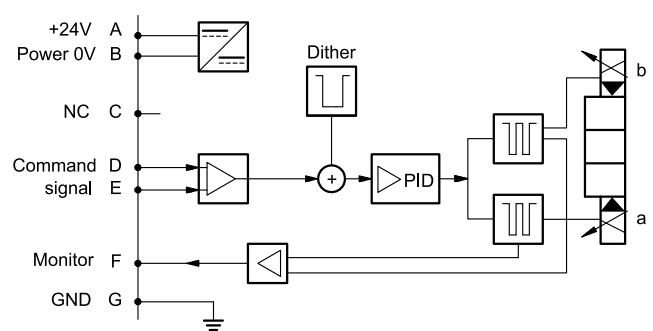 +24V A
Power 0V B
Dither
b
NC C
Command D
signal E
PID
a
Monitor F
GND G